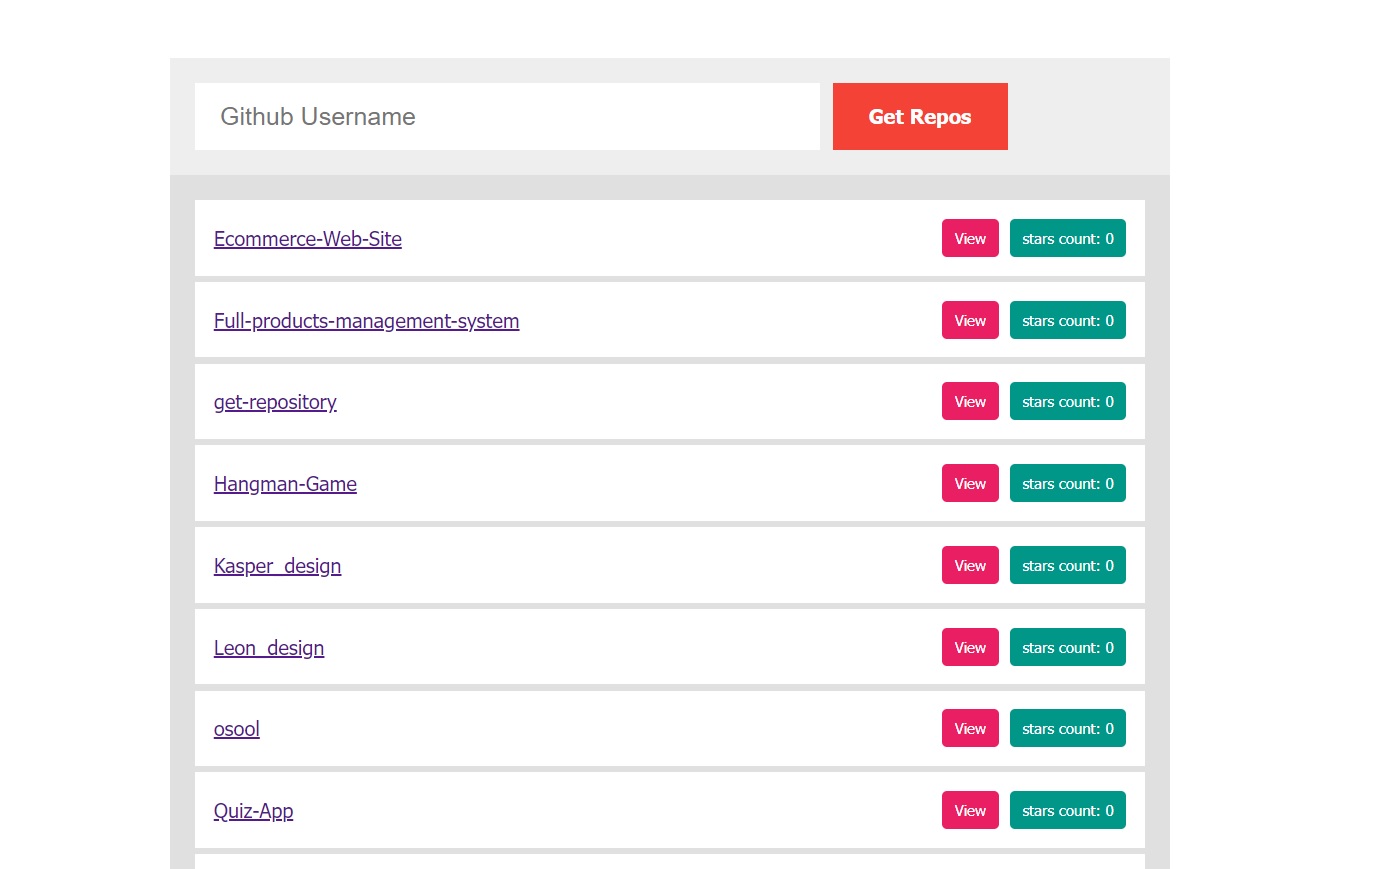 Github Username Get Repos
Ecommerce-Web-Site View stars count: 0
Full-products-management-system View stars count: 0
get-repository View stars count: 0
Hangman-Game View stars count: 0
Kasper_design View stars count: 0
Leon_design View stars count: 0
osool View stars count: 0
Quiz-App View stars count: 0